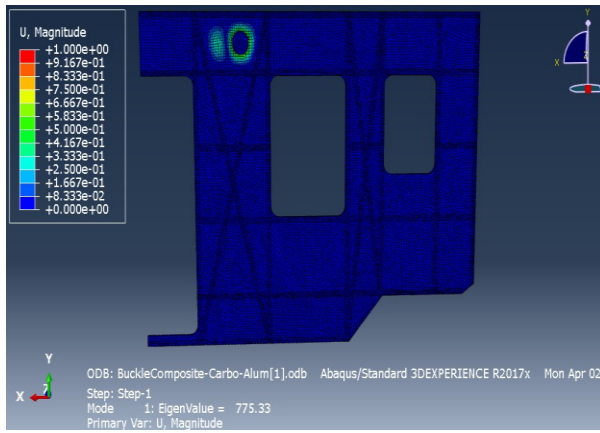 U, Magnitude
+1.000e+00
+9.167e-01
+8.333e-01
+7.500e-01
+6.667e-01
+5.833e-01
+5.000e-01
+4.167e-01
+3.333e-01
+2.500e-01
+1.667e-01
+8.333e-02
+0.000e+00
Y
X
Z
Y
X
Z
ODB: BuckleComposite-Carbo-Alum[1].odb Abaqus/Standard 3DEXPERIENCE R2017x Mon Apr 02
Step: Step-1
Mode 1: EigenValue = 775.33
Primary Var: U, Magnitude